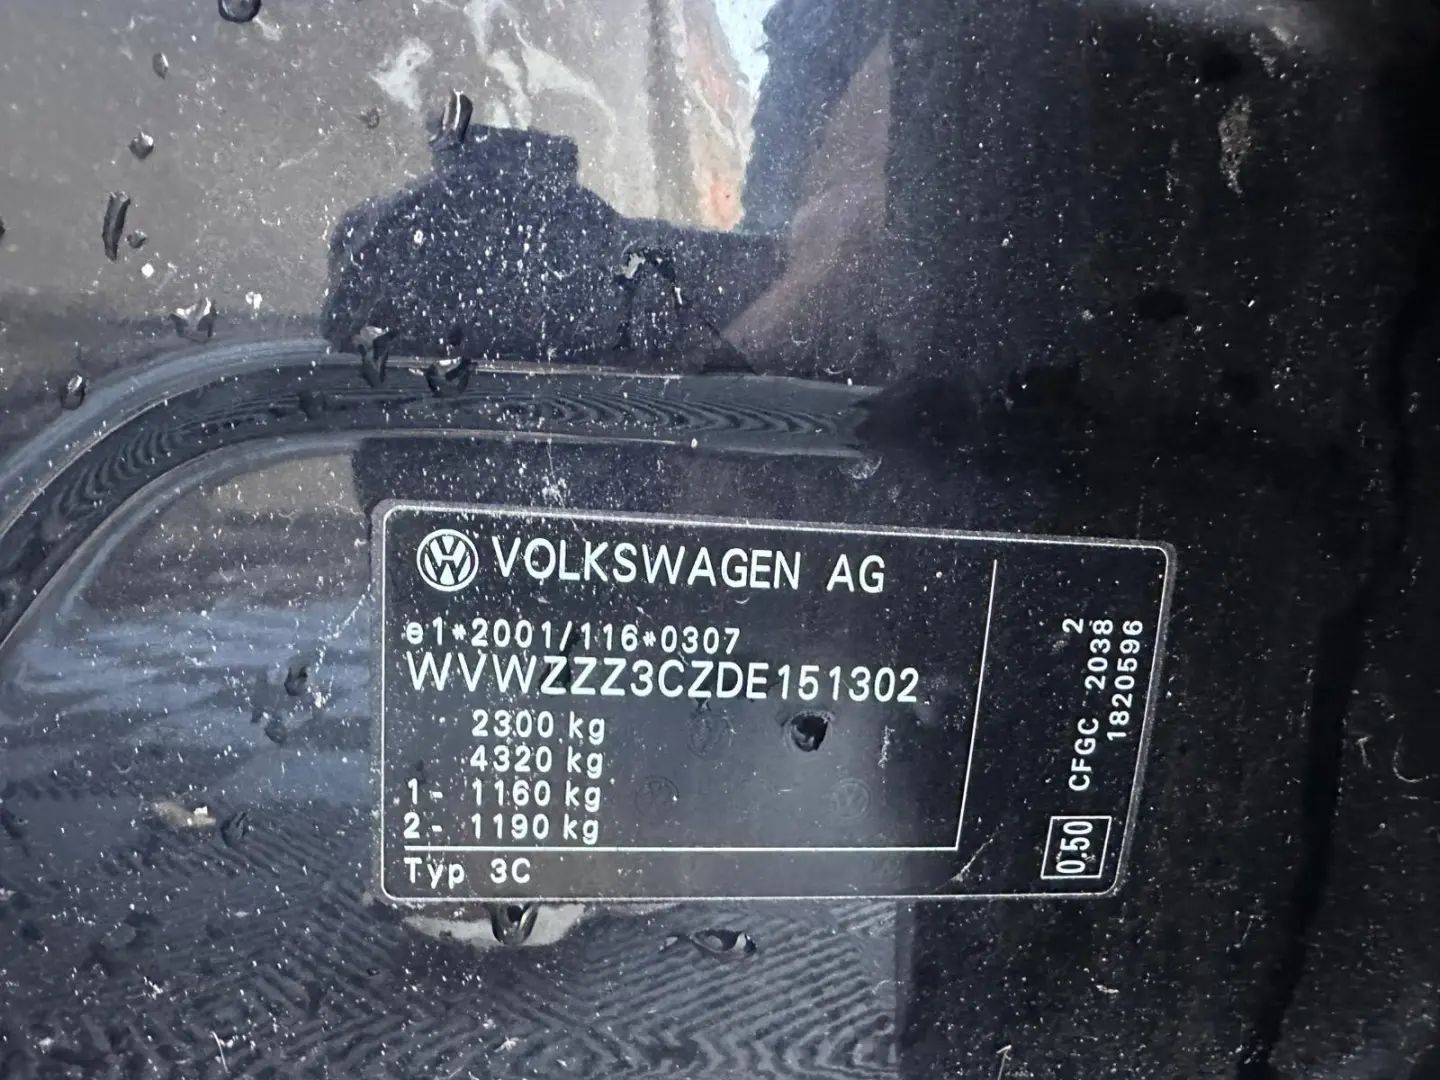 VOLKSWAGEN AG
e1*2001/116*0307
WVWZZZ3CZDE151302
2300 kg
4320 kg
1- 1160 kg
2- 1190 kg
Typ 3C
2
CFGC 2038
1820596
0.50